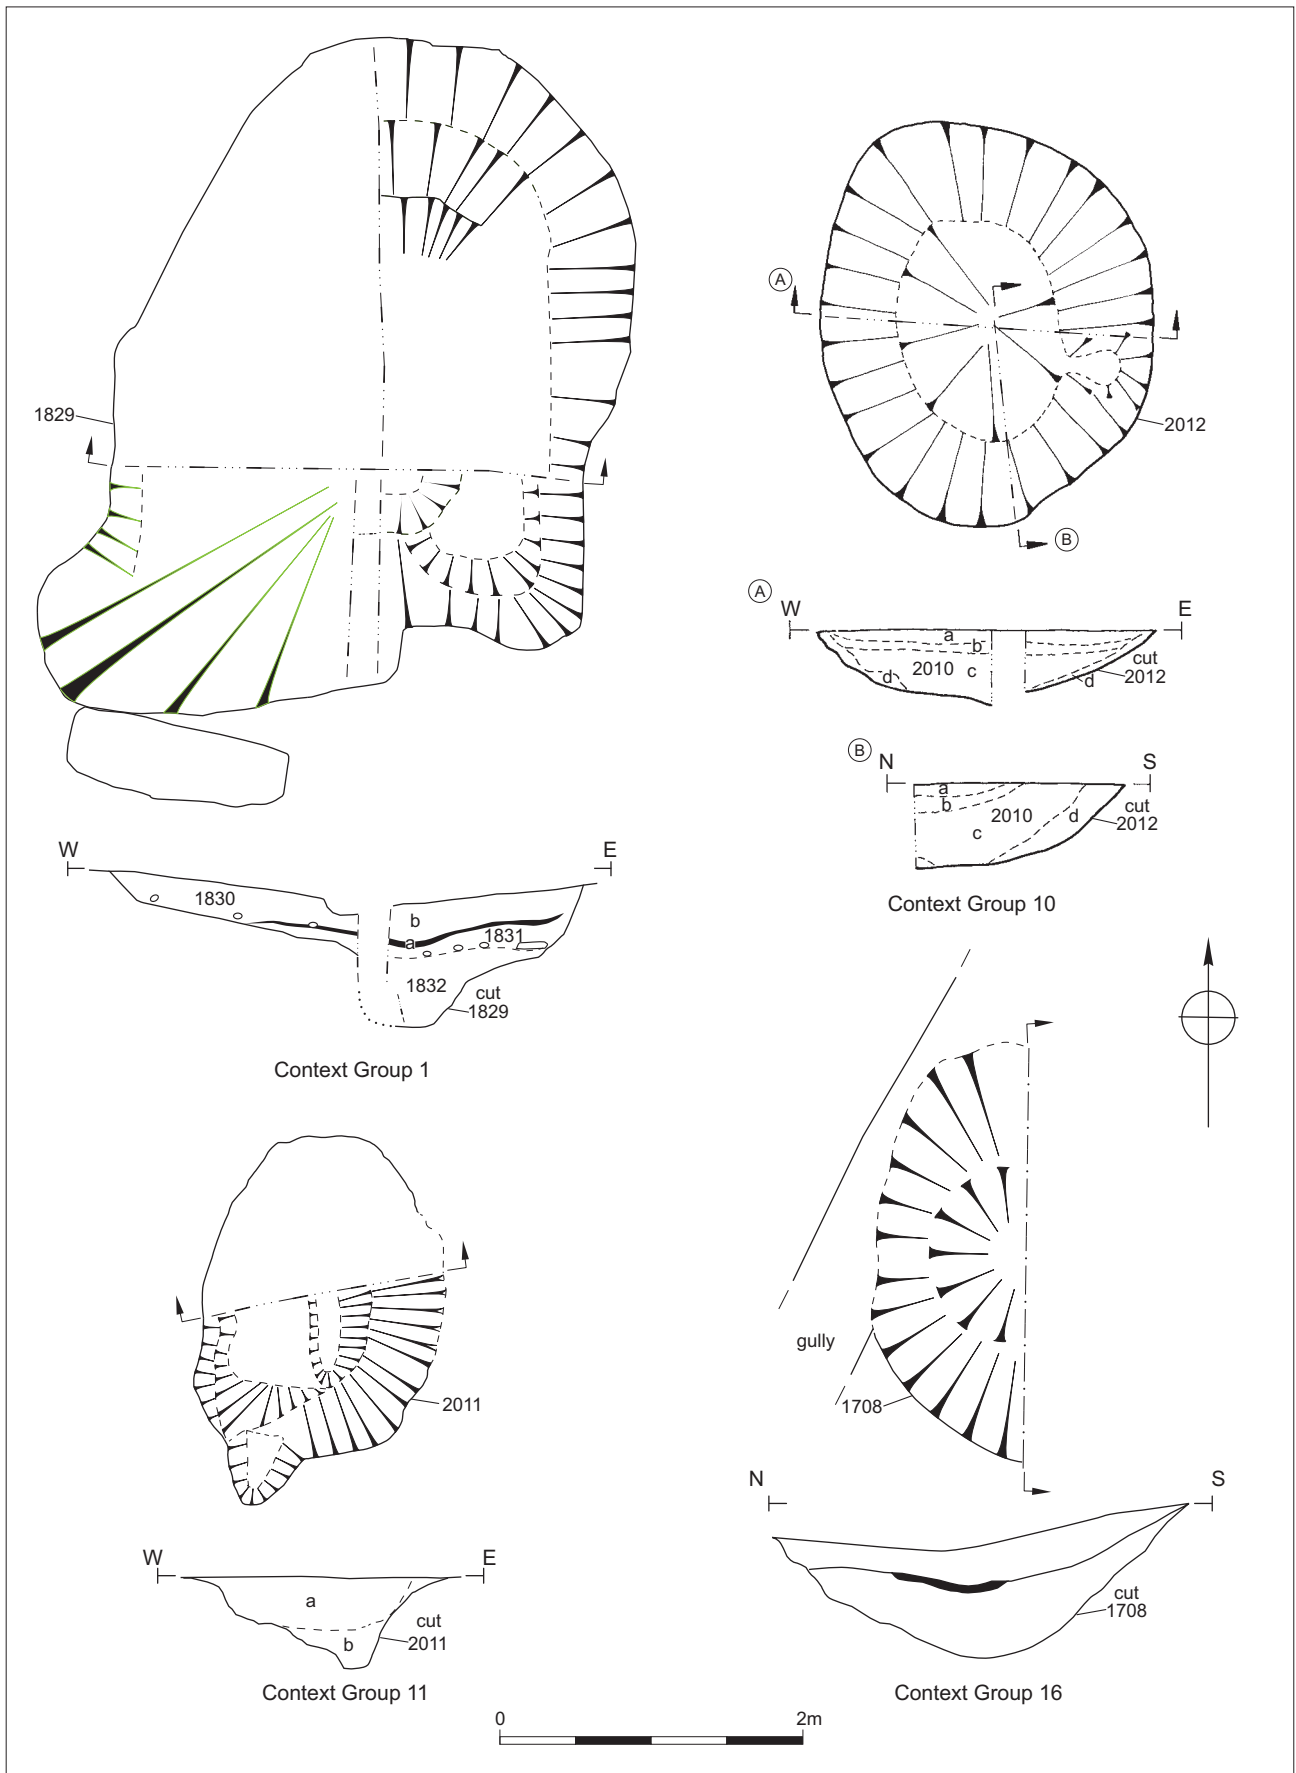 1829
A
2012
B
A
W E
a
b
2010 c
d
d
cut
2012
B
N S
a
b
2010
c
d
cut
2012
Context Group 10
W E
1830
b
a
1831
1832
cut
1829
Context Group 1
2011
W E
a
b
cut
2011
Context Group 11
gully
1708
N S
cut
1708
Context Group 16
0 2m